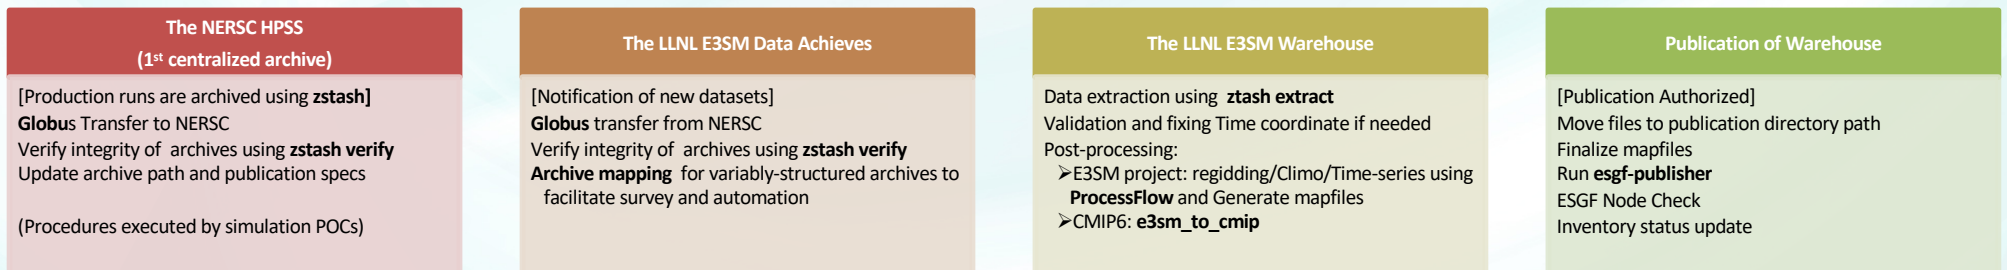 The NERSC HPSS
(1st centralized archive)
[Production runs are archived using zstash]
Globus Transfer to NERSC
Verify integrity of archives using zstash verify
Update archive path and publication specs
(Procedures executed by simulation POCs)
The LLNL E3SM Data Achieves
[Notification of new datasets]
Globus transfer from NERSC
Verify integrity of archives using zstash verify
Archive mapping for variably-structured archives to
facilitate survey and automation
The LLNL E3SM Warehouse
Data extraction using ztash extract
Validation and fixing Time coordinate if needed
Post-processing:
➢E3SM project: regidding/Climo/Time-series using
ProcessFlow and Generate mapfiles
➢CMIP6: e3sm_to_cmip
Publication of Warehouse
[Publication Authorized]
Move files to publication directory path
Finalize mapfiles
Run esgf-publisher
ESGF Node Check
Inventory status update